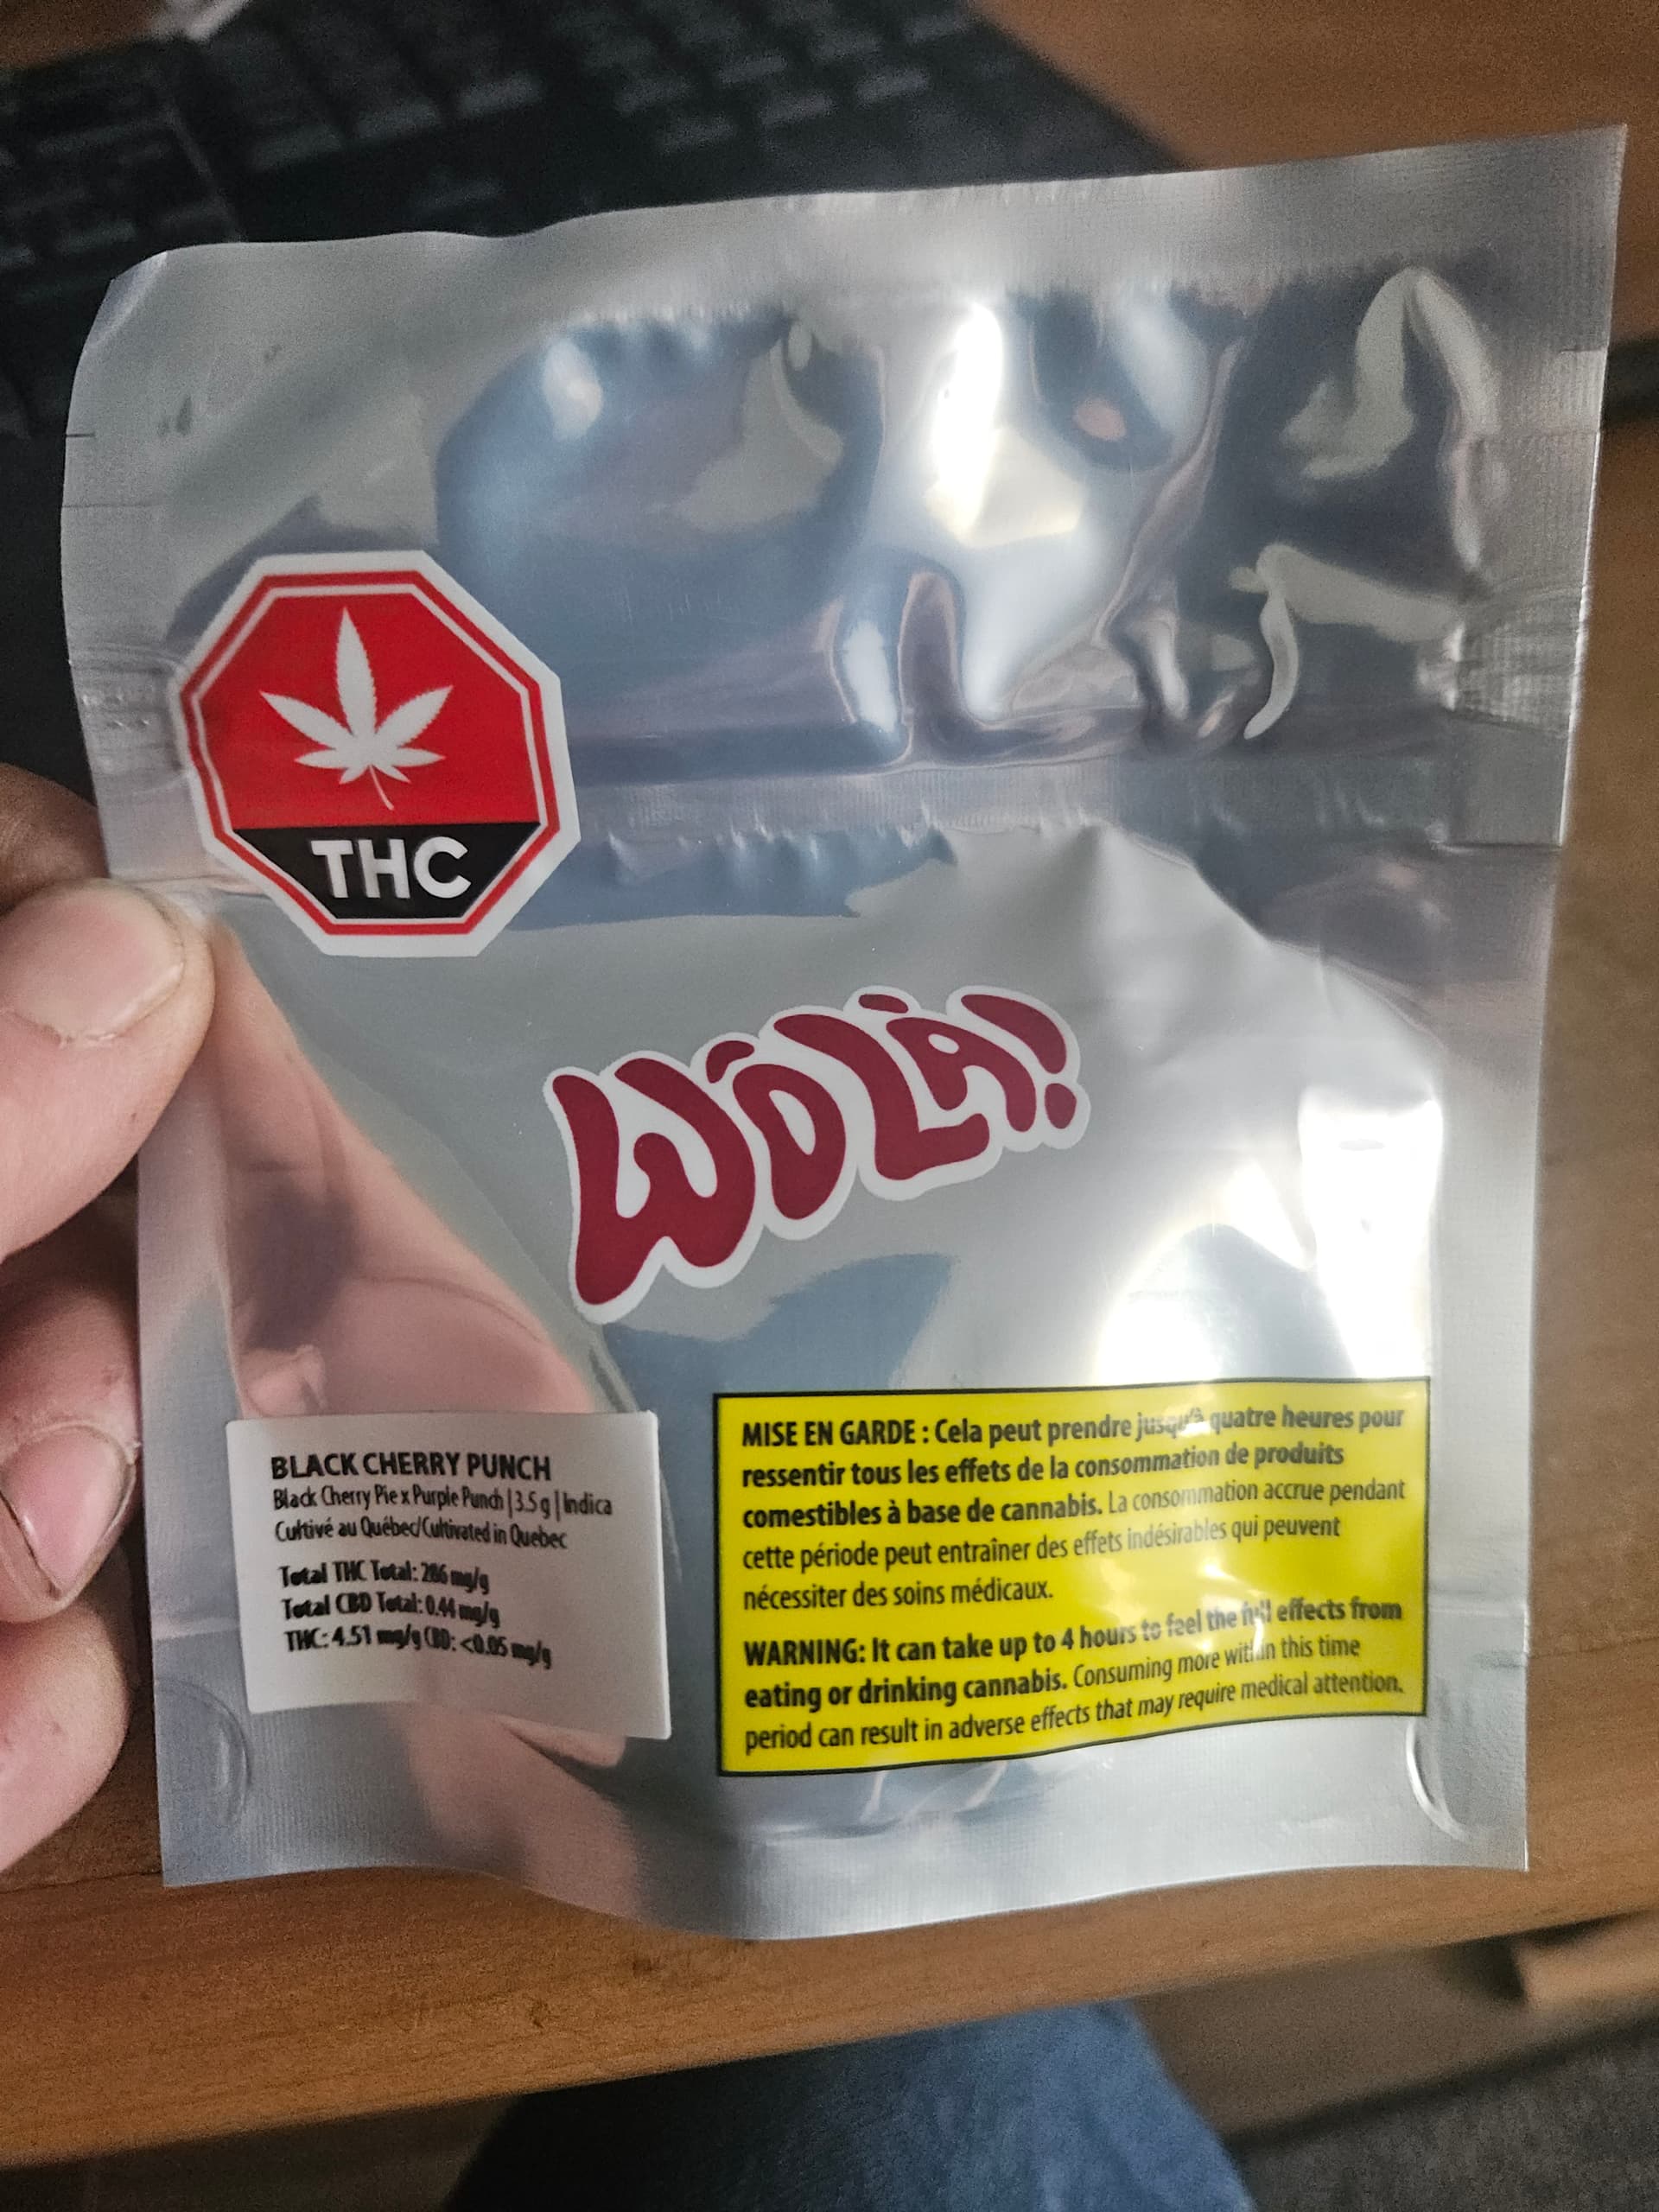 THC
WÔLÀ!
BLACK CHERRY PUNCH
Black Cherry Pie x Purple Punch | 3.5 g | Indica
Cultivé au Québec/Cultivated in Quebec
Total THC Total: 286 mg/g
Total CBD Total: 0.44 mg/g
THC: 4.51 mg/g CBD: <0.05 mg/g
MISE EN GARDE : Cela peut prendre jusqu'à quatre heures pour
ressentir tous les effets de la consommation de produits
comestibles à base de cannabis. La consommation accrue pendant
cette période peut entraîner des effets indésirables qui peuvent
nécessiter des soins médicaux.
WARNING: It can take up to 4 hours to feel the full effects from
eating or drinking cannabis. Consuming more within this time
period can result in adverse effects that may require medical attention.